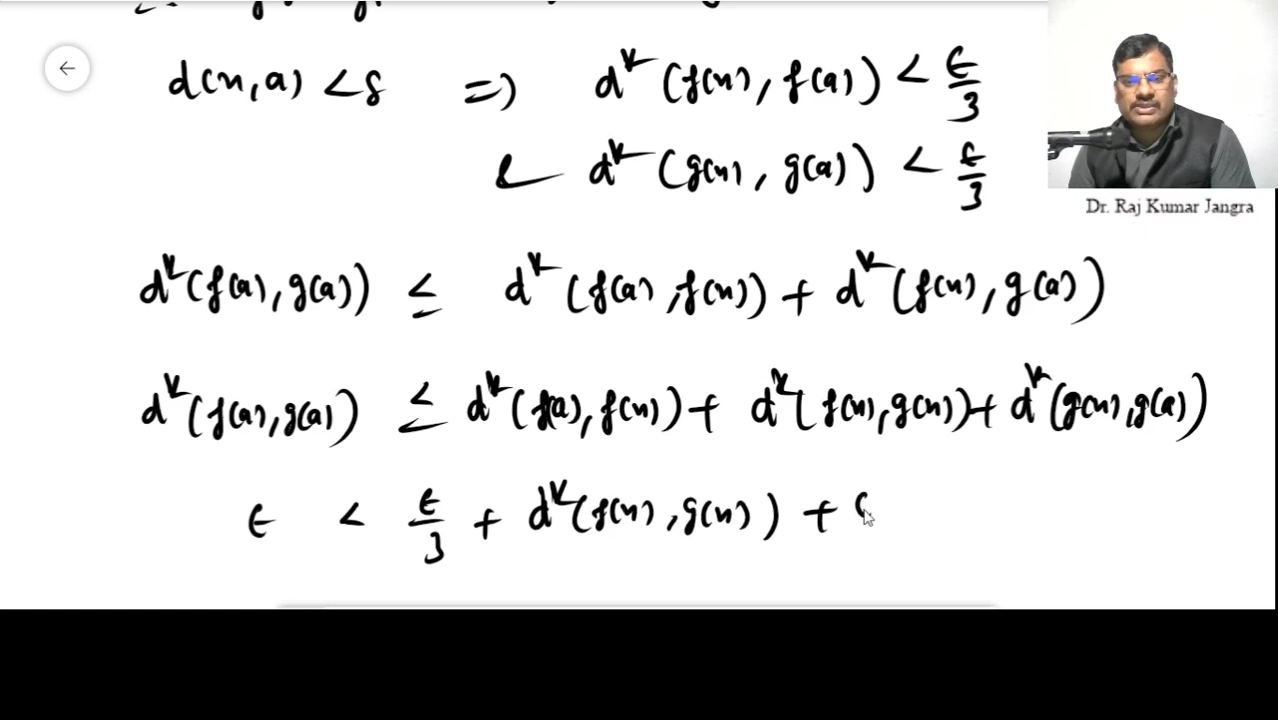 d(x,a) < δ ⇒ d*(f(x), f(a)) < ε/3
& d*(g(x), g(a)) < ε/3
Dr. Raj Kumar Jangra
d*(f(a), g(a)) ≤ d*(f(a), f(x)) + d*(f(x), g(a))
d*(f(a), g(a)) ≤ d*(f(a), f(x)) + d*(f(x), g(x)) + d*(g(x), g(a))
ε < ε/3 + d*(f(x), g(x)) +